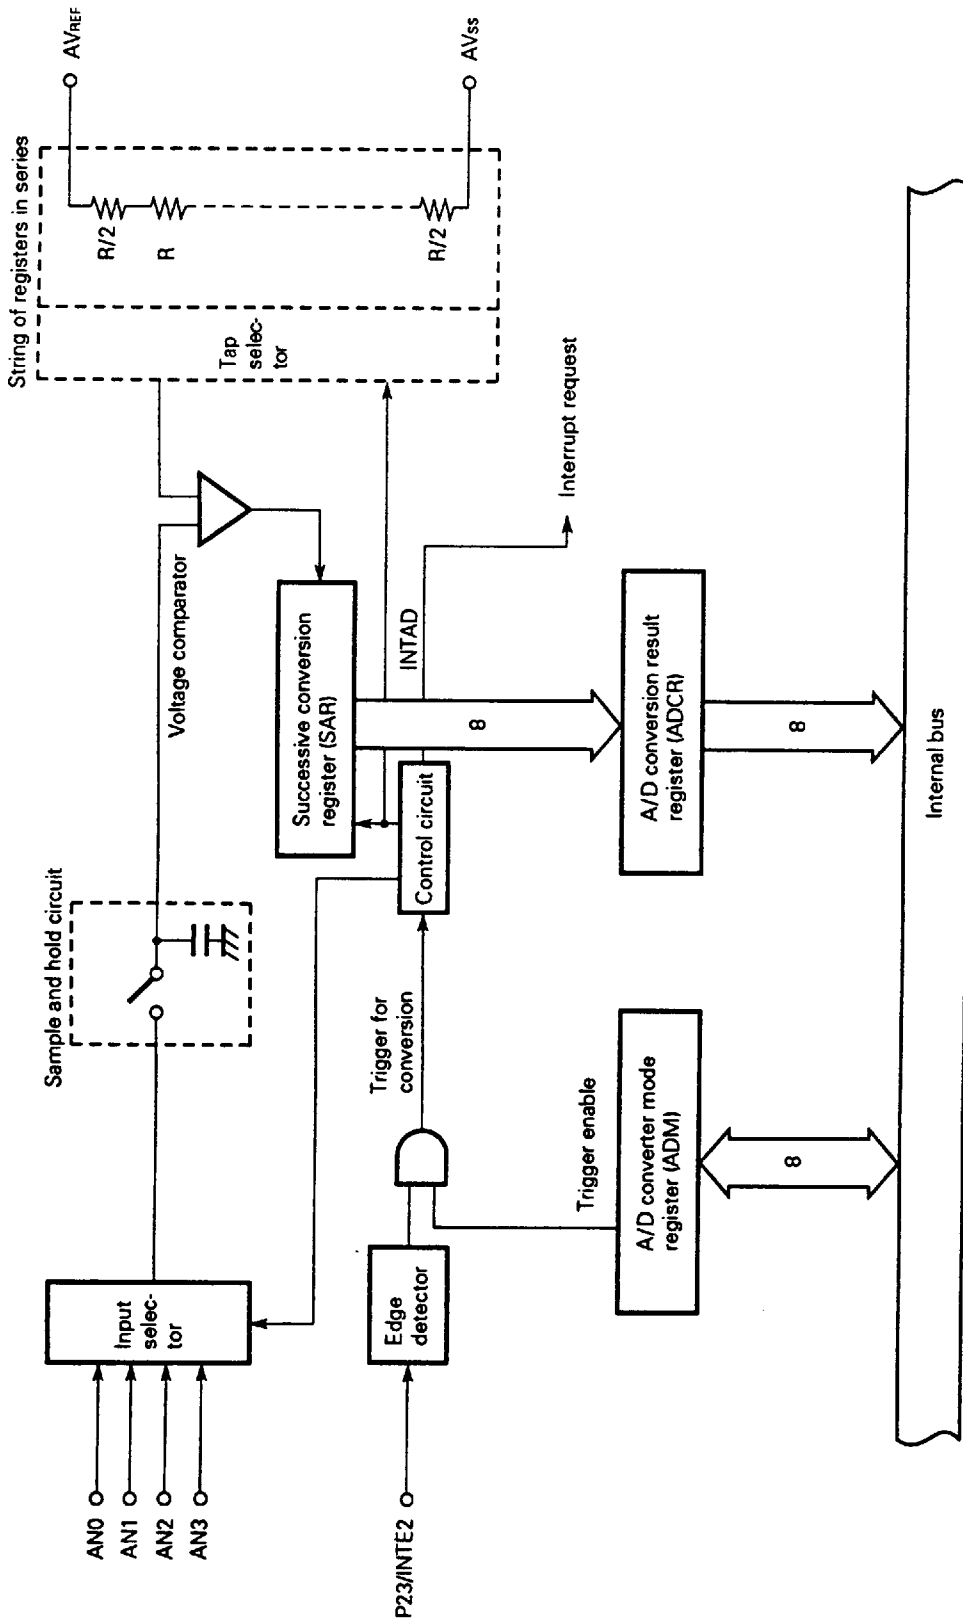 String of registers in series
AVREF
R/2
R
R/2
AVSS
Tap
selec-
tor
Voltage comparator
Sample and hold circuit
Input
selec-
tor
AN0
AN1
AN2
AN3
Successive conversion
register (SAR)
INTAD
Interrupt request
Control circuit
Trigger for
conversion
Edge
detector
P23/INTE2
Trigger enable
8
A/D conversion result
register (ADCR)
8
A/D converter mode
register (ADM)
8
Internal bus